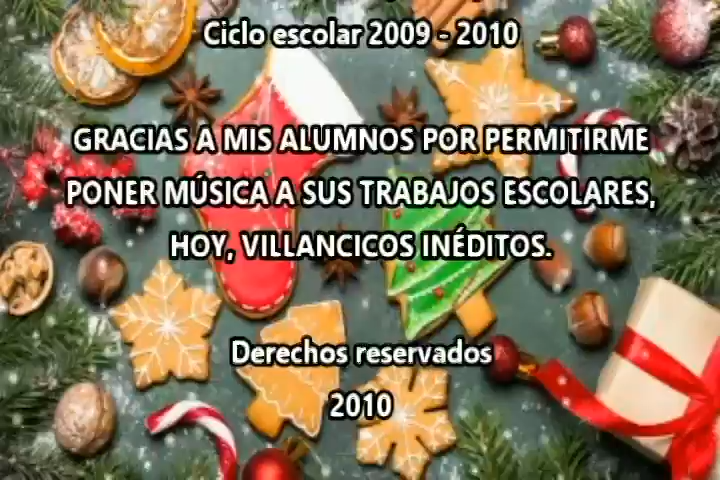 Ciclo escolar 2009 - 2010
GRACIAS A MIS ALUMNOS POR PERMITIRME
PONER MÚSICA A SUS TRABAJOS ESCOLARES,
HOY, VILLANCICOS INÉDITOS.
Derechos reservados
2010